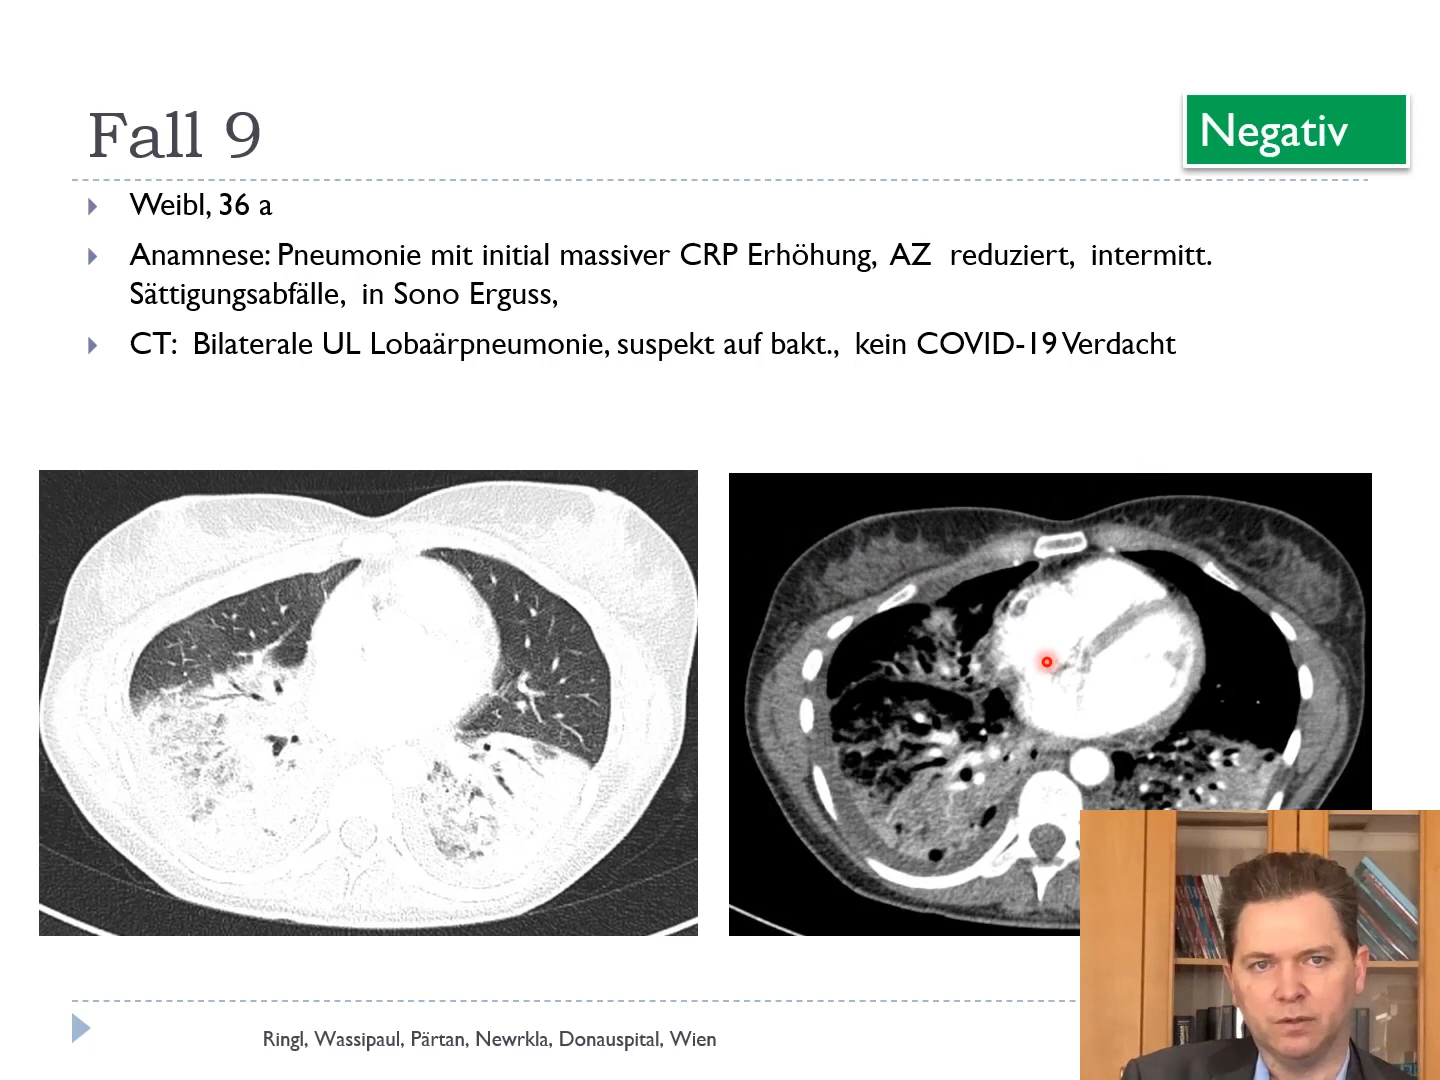 Fall 9
Negativ
Weibl, 36 a
Anamnese: Pneumonie mit initial massiver CRP Erhöhung, AZ reduziert, intermitt.
Sättigungsabfälle, in Sono Erguss,
CT: Bilaterale UL Lobaärpneumonie, suspekt auf bakt., kein COVID-19 Verdacht
Ringl, Wassipaul, Pärtan, Newrkla, Donauspital, Wien